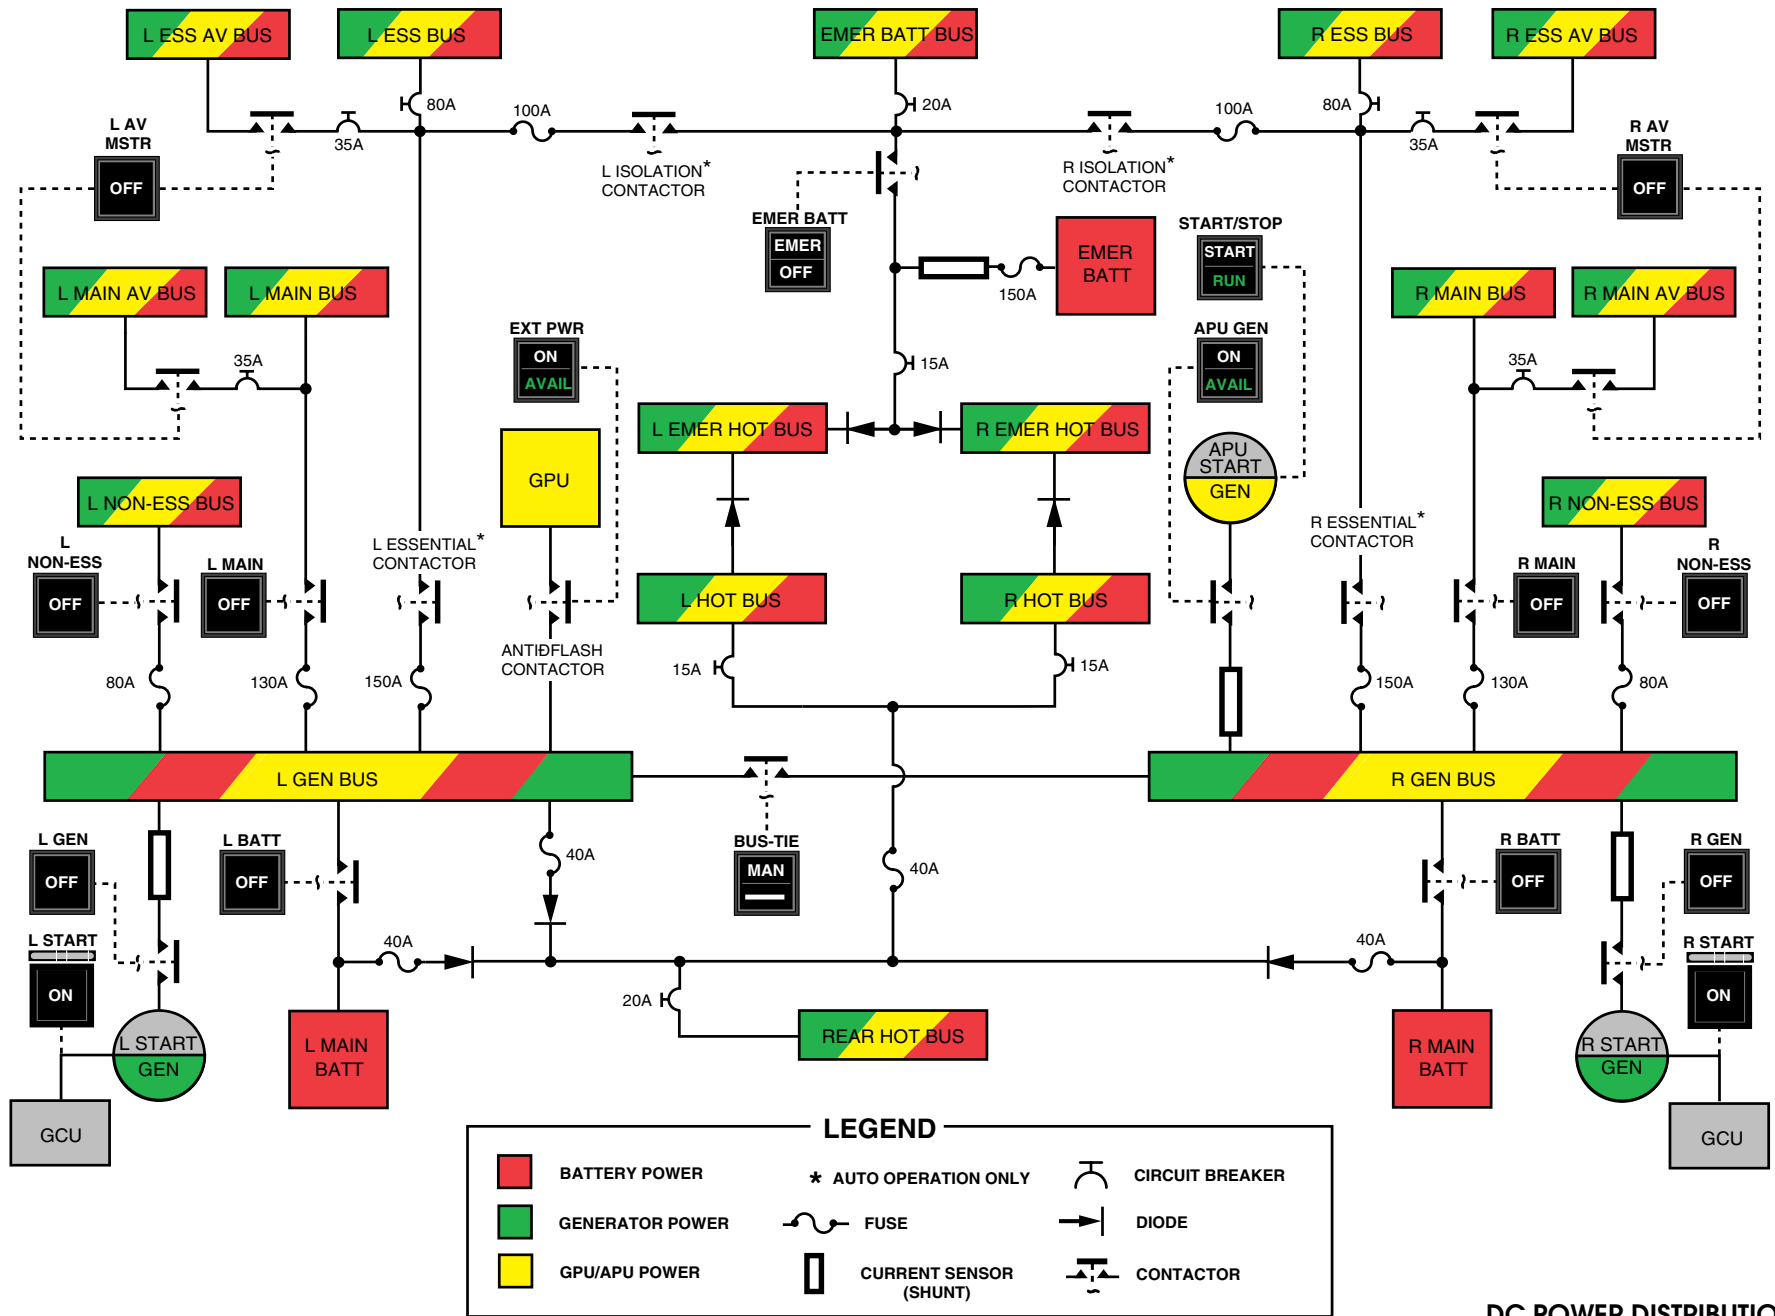 L ESS AV BUS
L ESS BUS
EMER BATT BUS
R ESS BUS
R ESS AV BUS
80A
20A
80A
100A
100A
35A
35A
L AV
MSTR
OFF
L ISOLATION*
CONTACTOR
R ISOLATION*
CONTACTOR
R AV
MSTR
OFF
EMER BATT
EMER
OFF
EMER
BATT
150A
START/STOP
START
RUN
L MAIN AV BUS
L MAIN BUS
R MAIN BUS
R MAIN AV BUS
EXT PWR
ON
AVAIL
APU GEN
ON
AVAIL
35A
15A
35A
L EMER HOT BUS
R EMER HOT BUS
GPU
APU
START
GEN
L NON-ESS BUS
R NON-ESS BUS
L
NON-ESS
OFF
L MAIN
OFF
L ESSENTIAL*
CONTACTOR
L HOT BUS
R HOT BUS
R ESSENTIAL*
CONTACTOR
R MAIN
OFF
R
NON-ESS
OFF
ANTIÐFLASH
CONTACTOR
80A
130A
150A
15A
15A
150A
130A
80A
L GEN BUS
R GEN BUS
L GEN
OFF
L BATT
OFF
40A
BUS-TIE
MAN
40A
R BATT
OFF
R GEN
OFF
L START
ON
40A
40A
R START
ON
20A
L START
GEN
L MAIN
BATT
REAR HOT BUS
R MAIN
BATT
R START
GEN
GCU
GCU
LEGEND
BATTERY POWER
* AUTO OPERATION ONLY
CIRCUIT BREAKER
GENERATOR POWER
FUSE
DIODE
GPU/APU POWER
CURRENT SENSOR
(SHUNT)
CONTACTOR
DC POWER DISTRIBUTIO